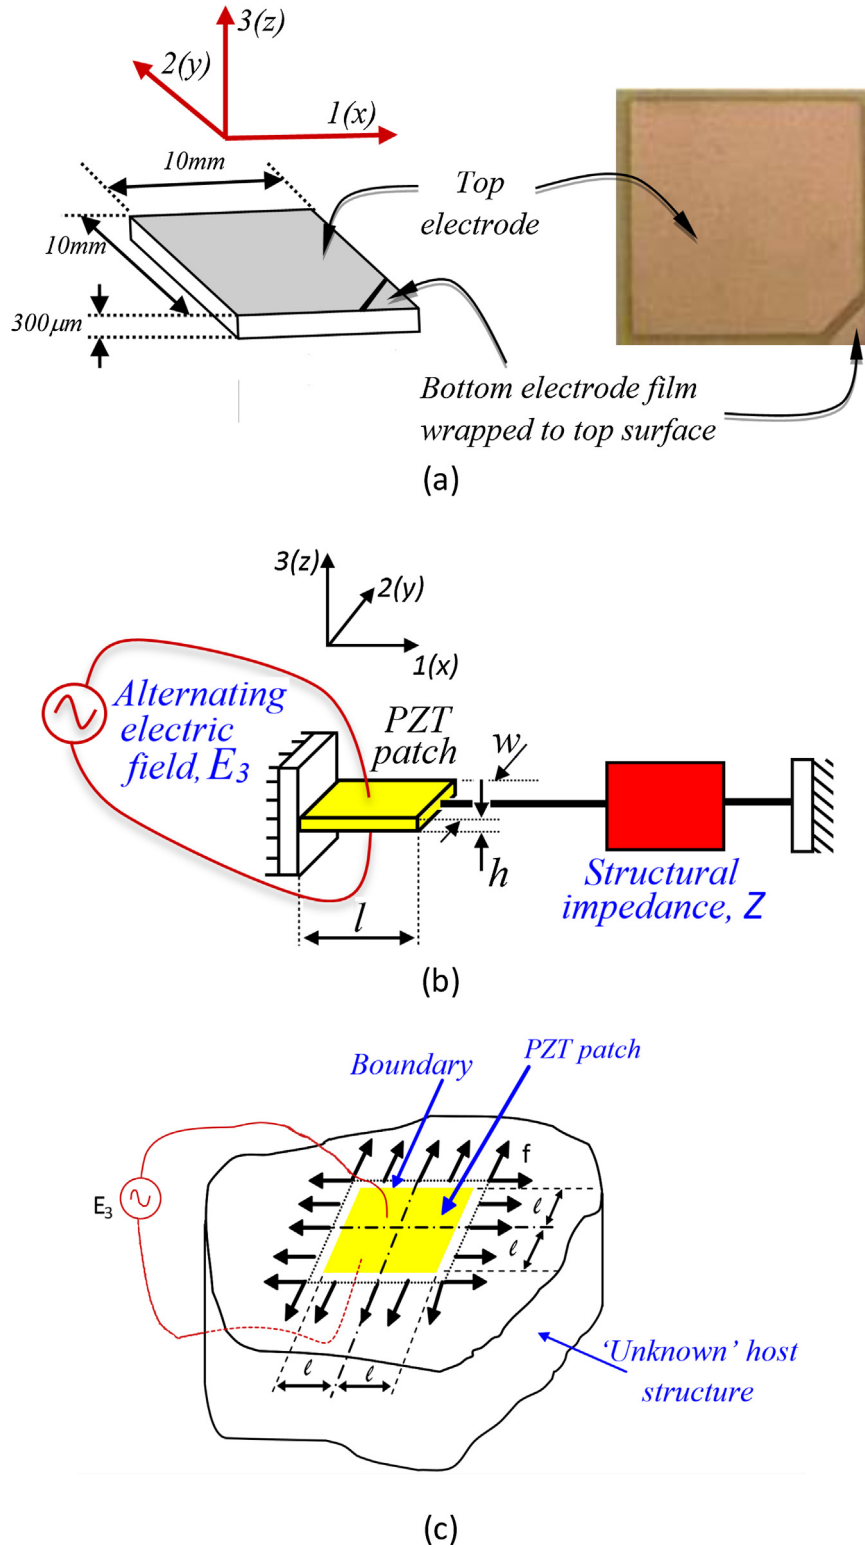 3(z)
2(y)
1(x)
10mm
10mm
300μm
Top
electrode
Bottom electrode film
wrapped to top surface
(a)
3(z)
2(y)
1(x)
Alternating
electric
field, E3
PZT
patch
w
h
l
Structural
impedance, Z
(b)
Boundary
PZT patch
f
E3
ℓ
ℓ
ℓ
ℓ
'Unknown' host
structure
(c)